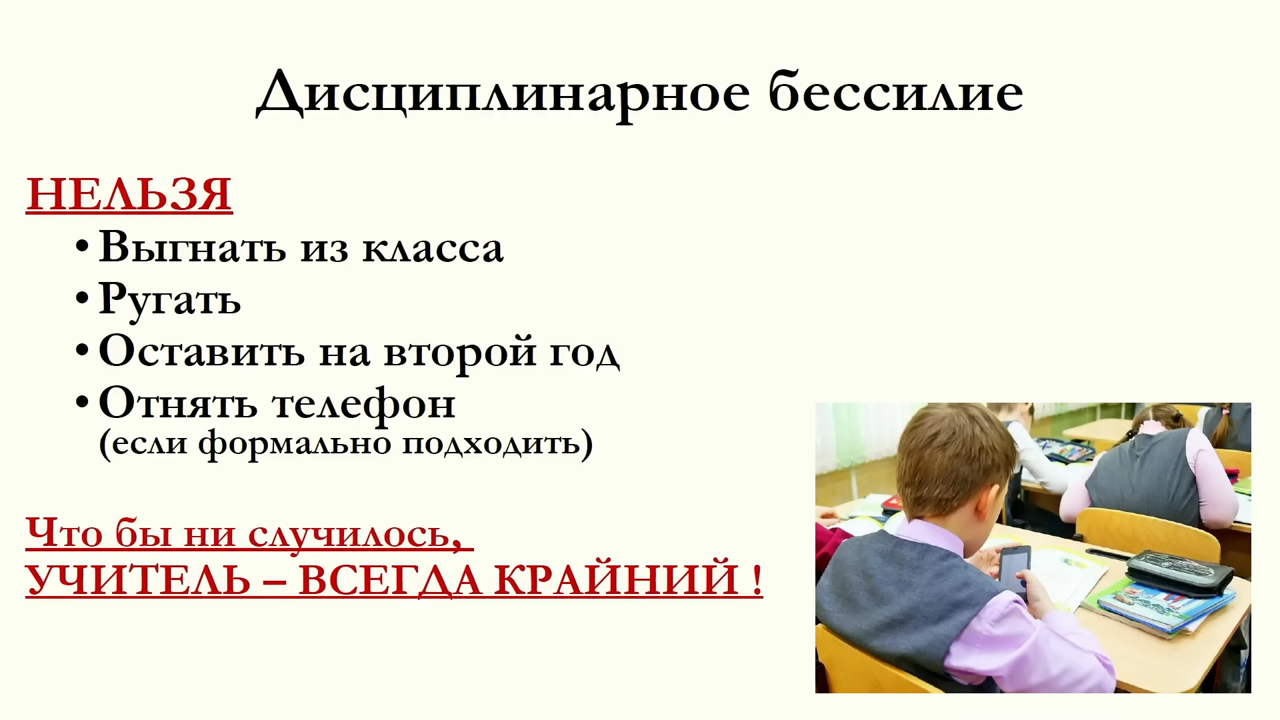 Дисциплинарное бессилие
НЕЛЬЗЯ
• Выгнать из класса
• Ругать
• Оставить на второй год
• Отнять телефон
(если формально подходить)
Что бы ни случилось,
УЧИТЕЛЬ – ВСЕГДА КРАЙНИЙ !